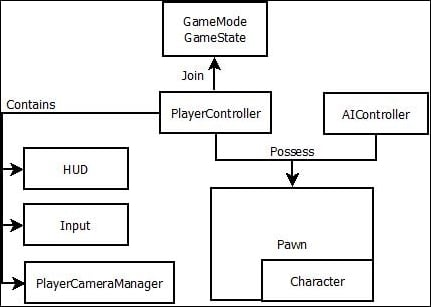 GameMode
GameState
Join
Contains
PlayerController
AIController
Possess
HUD
Input
Pawn
PlayerCameraManager
Character